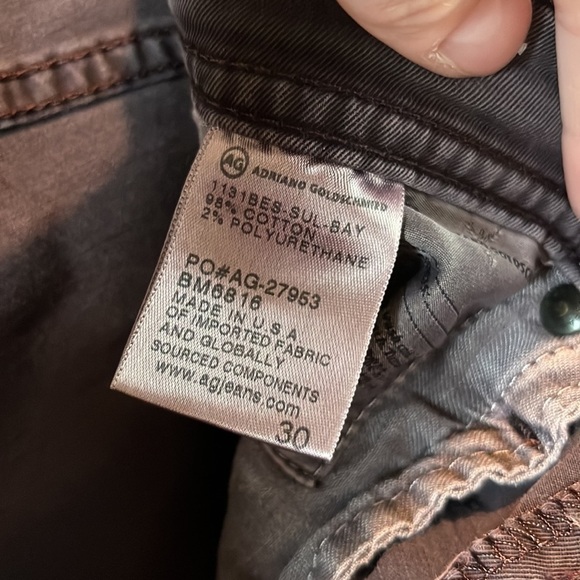 AG ADRIANO GOLDSCHMIED
1131BES.SUL-BAY
98% COTTON
2% POLYURETHANE
PO#AG-27953
BM6816
MADE IN U.S.A
OF IMPORTED FABRIC
AND GLOBALLY
SOURCED COMPONENTS
www.agjeans.com
30